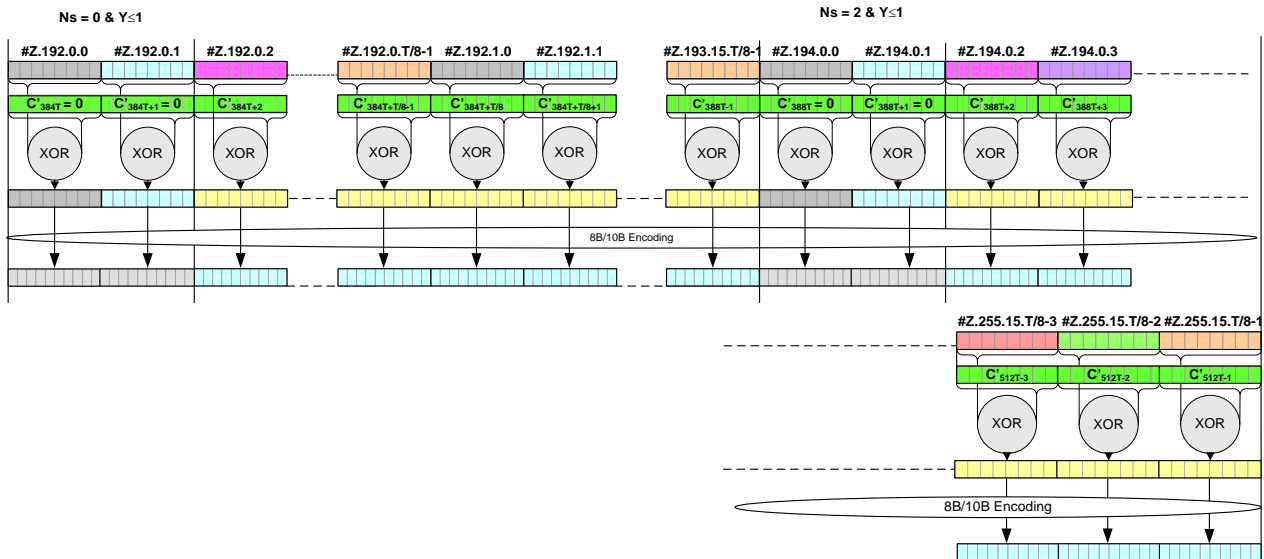 Ns = 0 & Y≤1
Ns = 2 & Y≤1
#Z.192.0.0 #Z.192.0.1 #Z.192.0.2 #Z.192.0.T/8-1 #Z.192.1.0 #Z.192.1.1 #Z.193.15.T/8-1 #Z.194.0.0 #Z.194.0.1 #Z.194.0.2 #Z.194.0.3
C'384T = 0 C'384T+1 = 0 C'384T+2 C'384T+T/8-1 C'384T+T/8 C'384T+T/8+1 C'388T-1 C'388T = 0 C'388T+1 = 0 C'388T+2 C'388T+3
XOR XOR XOR XOR XOR XOR XOR XOR XOR XOR XOR
8B/10B Encoding
#Z.255.15.T/8-3 #Z.255.15.T/8-2 #Z.255.15.T/8-1
C'512T-3 C'512T-2 C'512T-1
XOR XOR XOR
8B/10B Encoding